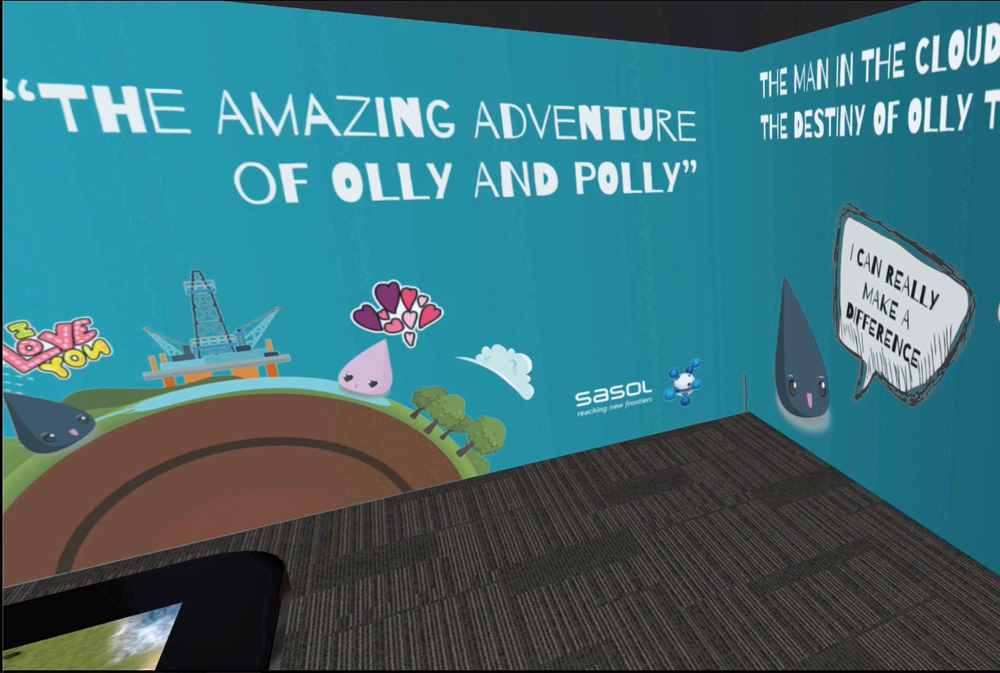 “THE AMAZING ADVENTURE
OF OLLY AND POLLY”
THE MAN IN THE CLOUD
THE DESTINY OF OLLY T
I CAN REALLY
MAKE A
DIFFERENCE
LOVE
YOU
sasol
reaching new frontiers